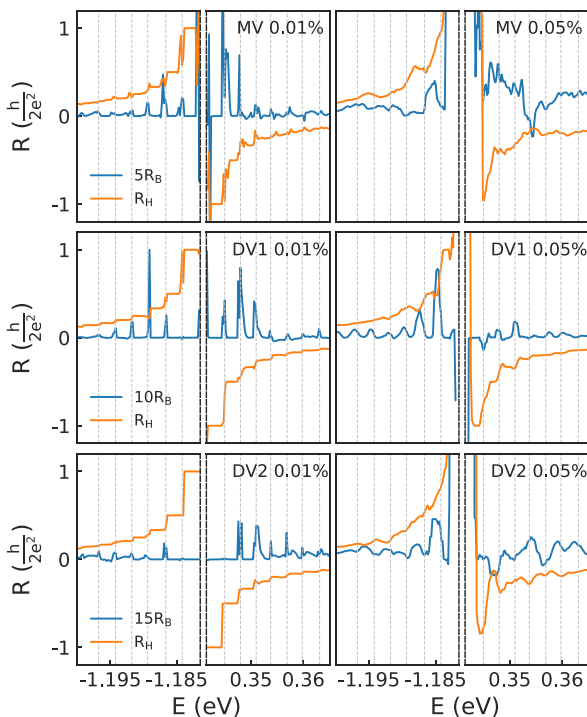 MV 0.01%
MV 0.05%
R (h/2e²)
1
0
-1
5R_B
R_H
DV1 0.01%
DV1 0.05%
R (h/2e²)
1
0
-1
10R_B
R_H
DV2 0.01%
DV2 0.05%
R (h/2e²)
1
0
-1
15R_B
R_H
-1.195 -1.185 0.35 0.36 -1.195 -1.185 0.35 0.36
E (eV) E (eV)